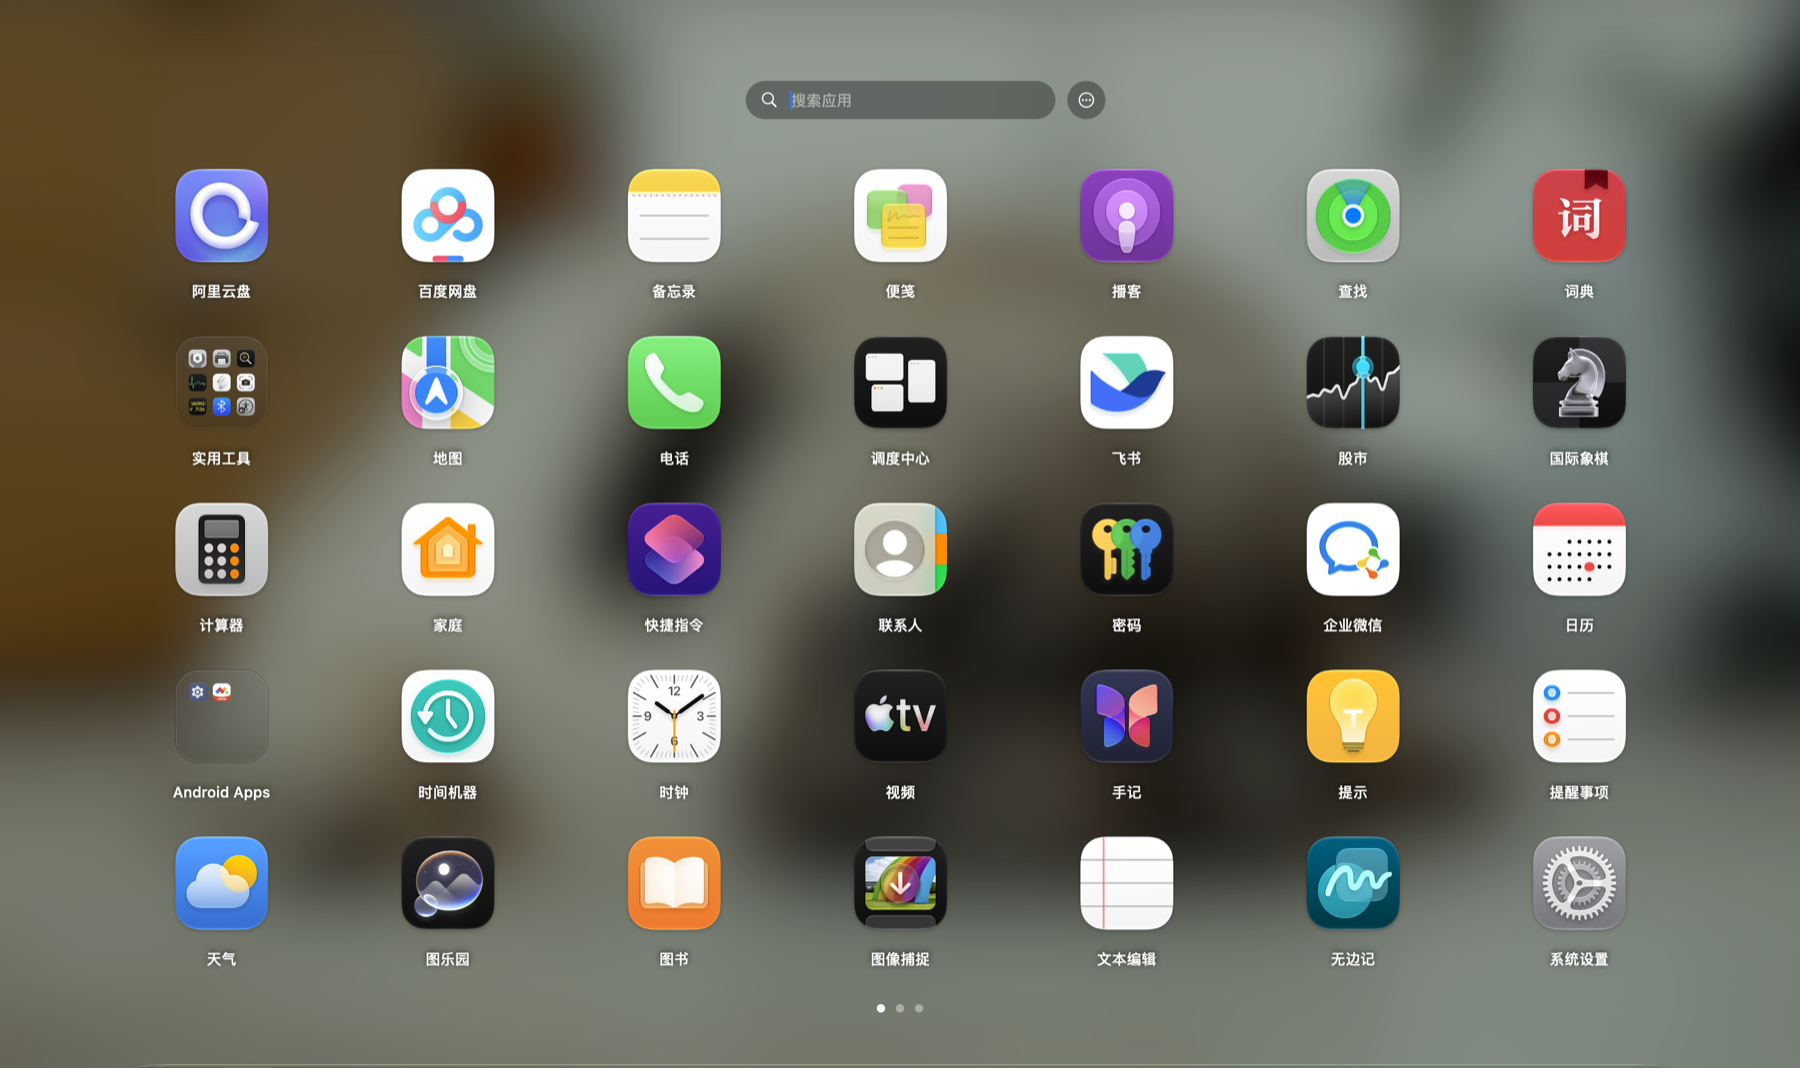 搜索应用
阿里云盘
百度网盘
备忘录
便笺
播客
查找
词
词典
实用工具
地图
电话
调度中心
飞书
股市
国际象棋
计算器
家庭
快捷指令
联系人
密码
企业微信
日历
Android Apps
时间机器
12
9
3
6
时钟
tv
视频
手记
提示
提醒事项
天气
图乐园
图书
图像捕捉
文本编辑
无边记
系统设置